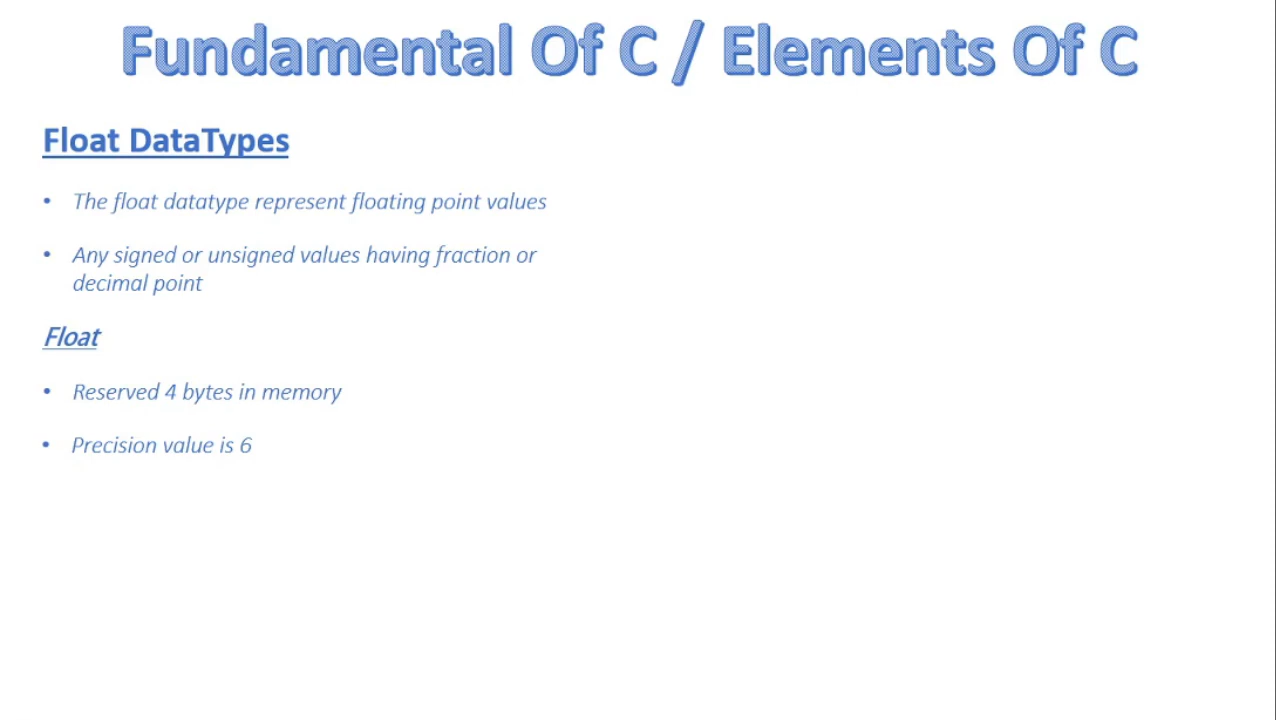 Fundamental Of C / Elements Of C
Float DataTypes
• The float datatype represent floating point values
• Any signed or unsigned values having fraction or
decimal point
Float
• Reserved 4 bytes in memory
• Precision value is 6